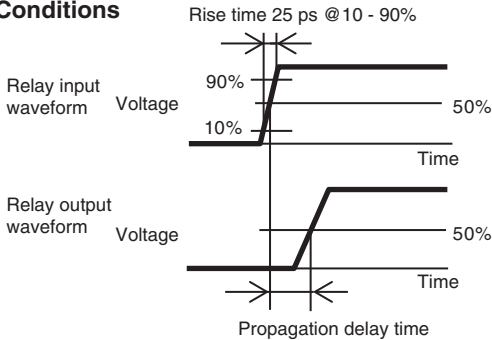 Conditions
Rise time 25 ps @10 - 90%
Relay input
waveform
Voltage
90%
10%
50%
Time
Relay output
waveform
Voltage
50%
Time
Propagation delay time